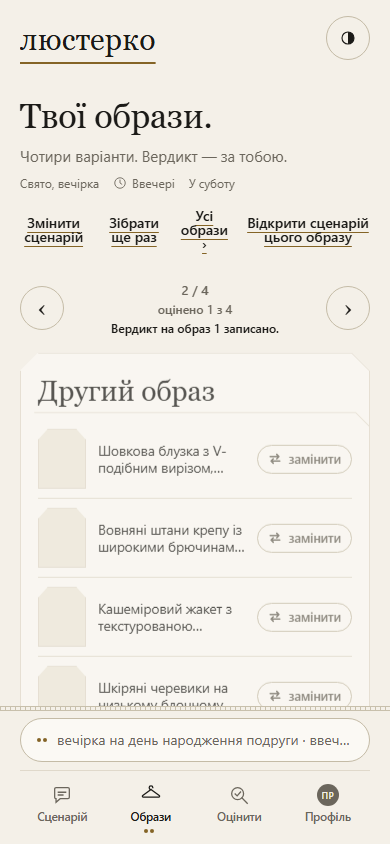 люстерко
Твої образи.
Чотири варіанти. Вердикт — за тобою.
Свято, вечірка Ввечері У суботу
Змінити сценарій
Зібрати ще раз
Усі образи ›
Відкрити сценарій цього образу
2 / 4
оцінено 1 з 4
Вердикт на образ 1 записано.
Другий образ
Шовкова блузка з V-
подібним вирізом,...
замінити
Вовняні штани крепу із
широкими брючинам...
замінити
Кашеміровий жакет з
текстурованою...
замінити
Шкіряні черевики на
низькому блочному
замінити
вечірка на день народження подруги · ввеч...
Сценарій
Образи
Оцінити
ПР
Профіль